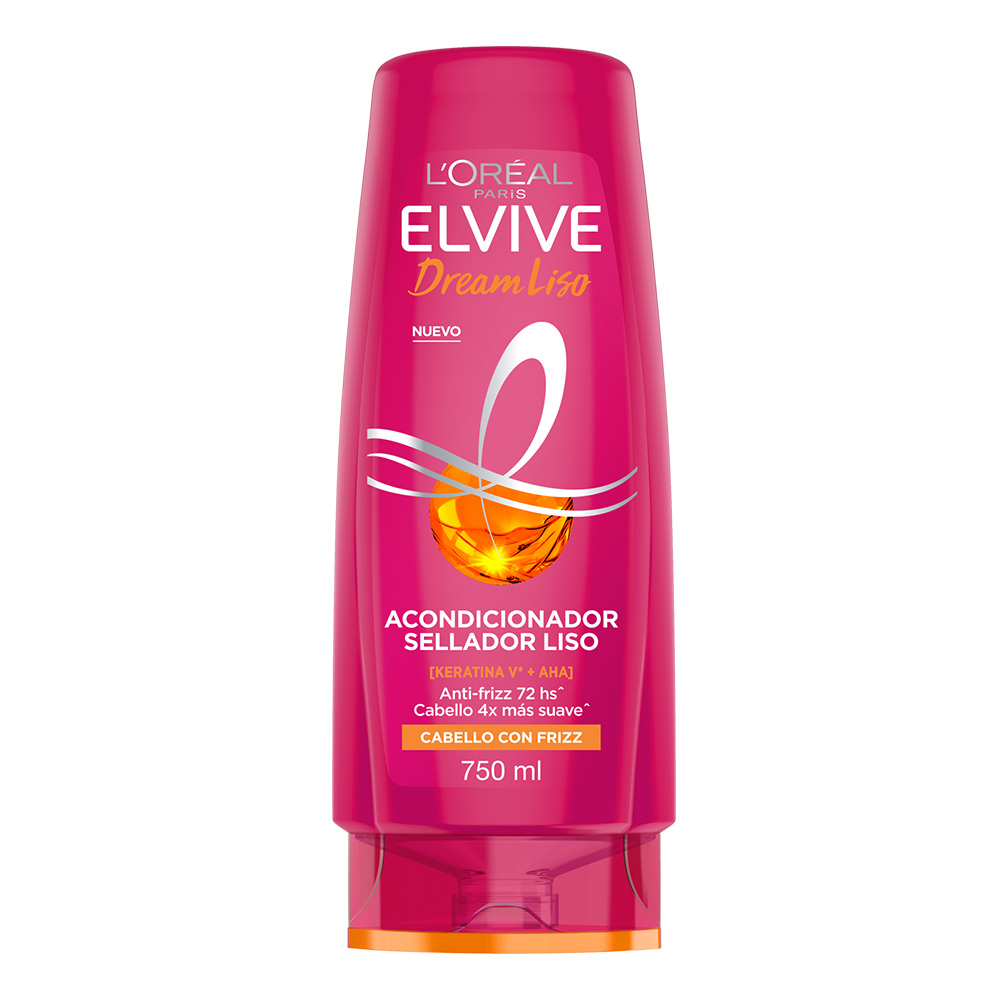 L'ORÉAL
PARiS
ELVIVE
Dream Liso
NUEVO
ACONDICIONADOR
SELLADOR LISO
[KERATINA V* + AHA]
Anti-frizz 72 hs^
Cabello 4x más suave^
CABELLO CON FRIZZ
750 ml